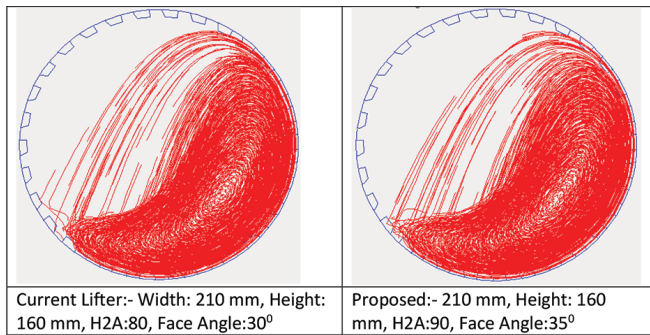 Current Lifter:- Width: 210 mm, Height:
160 mm, H2A:80, Face Angle:30⁰
Proposed:- 210 mm, Height: 160
mm, H2A:90, Face Angle:35⁰